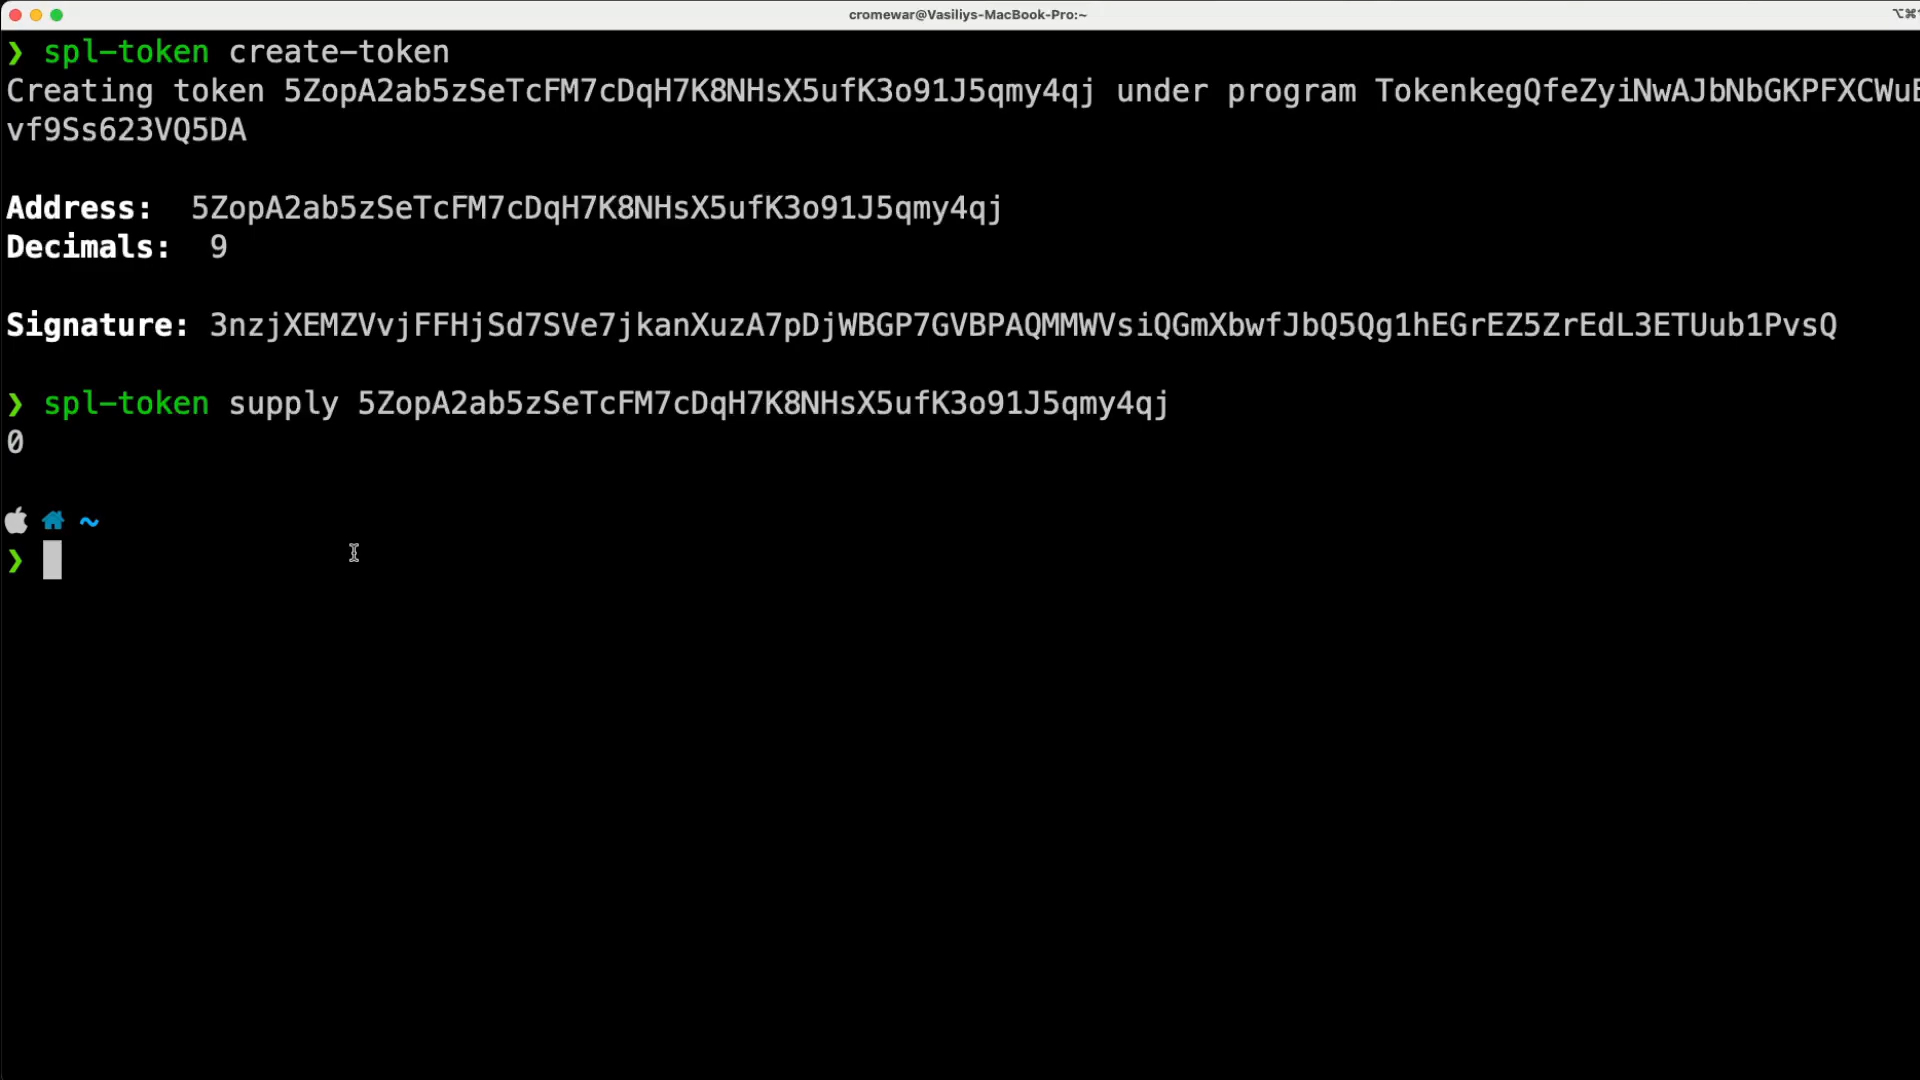 cromewar@Vasiliys-MacBook-Pro:~
❯ spl-token create-token
Creating token 5ZopA2ab5zSeTcFM7cDqH7K8NHsX5ufK3o91J5qmy4qj under program TokenkegQfeZyiNwAJbNbGKPFXCWuB
vf9Ss623VQ5DA
Address: 5ZopA2ab5zSeTcFM7cDqH7K8NHsX5ufK3o91J5qmy4qj
Decimals: 9
Signature: 3nzjXEMZVvjFFHjSd7SVe7jkanXuzA7pDjWBGP7GVBPAQMMWVsiQGmXbwfJbQ5Qg1hEGrEZ5ZrEdL3ETUub1PvsQ
❯ spl-token supply 5ZopA2ab5zSeTcFM7cDqH7K8NHsX5ufK3o91J5qmy4qj
0
~
❯